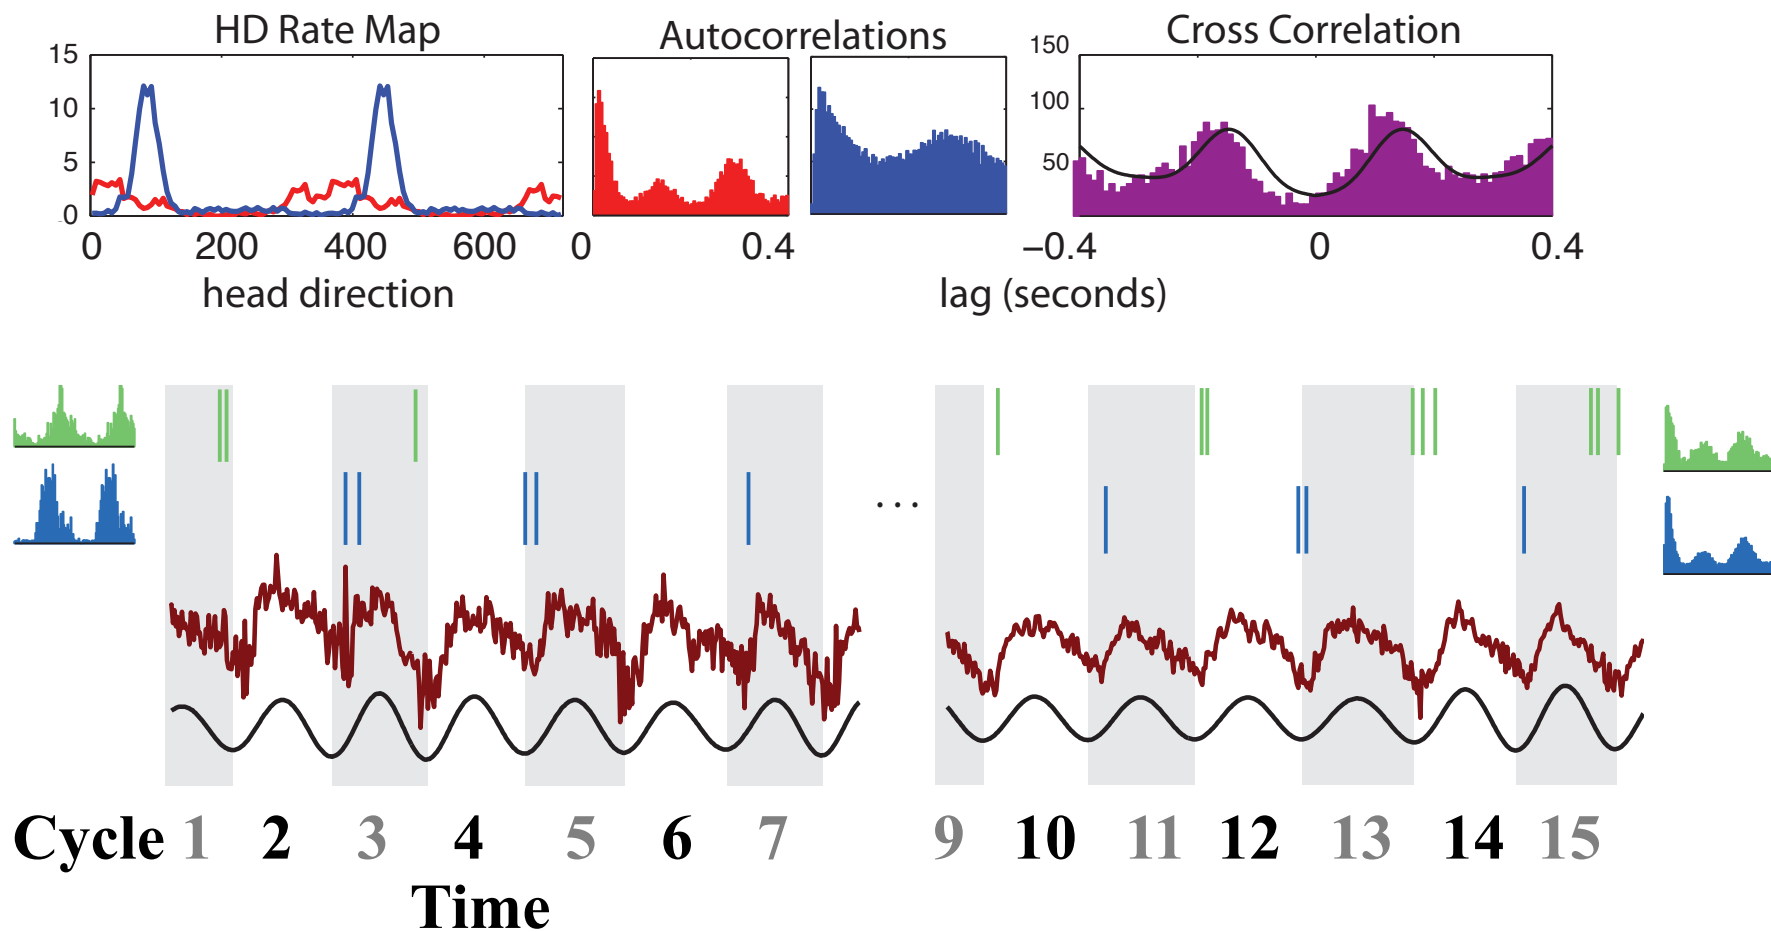 HD Rate Map
Autocorrelations
Cross Correlation
15
10
5
0
0 200 400 600
head direction
0 0.4
150
100
50
−0.4 0 0.4
lag (seconds)
...
Cycle 1 2 3 4 5 6 7 9 10 11 12 13 14 15
Time